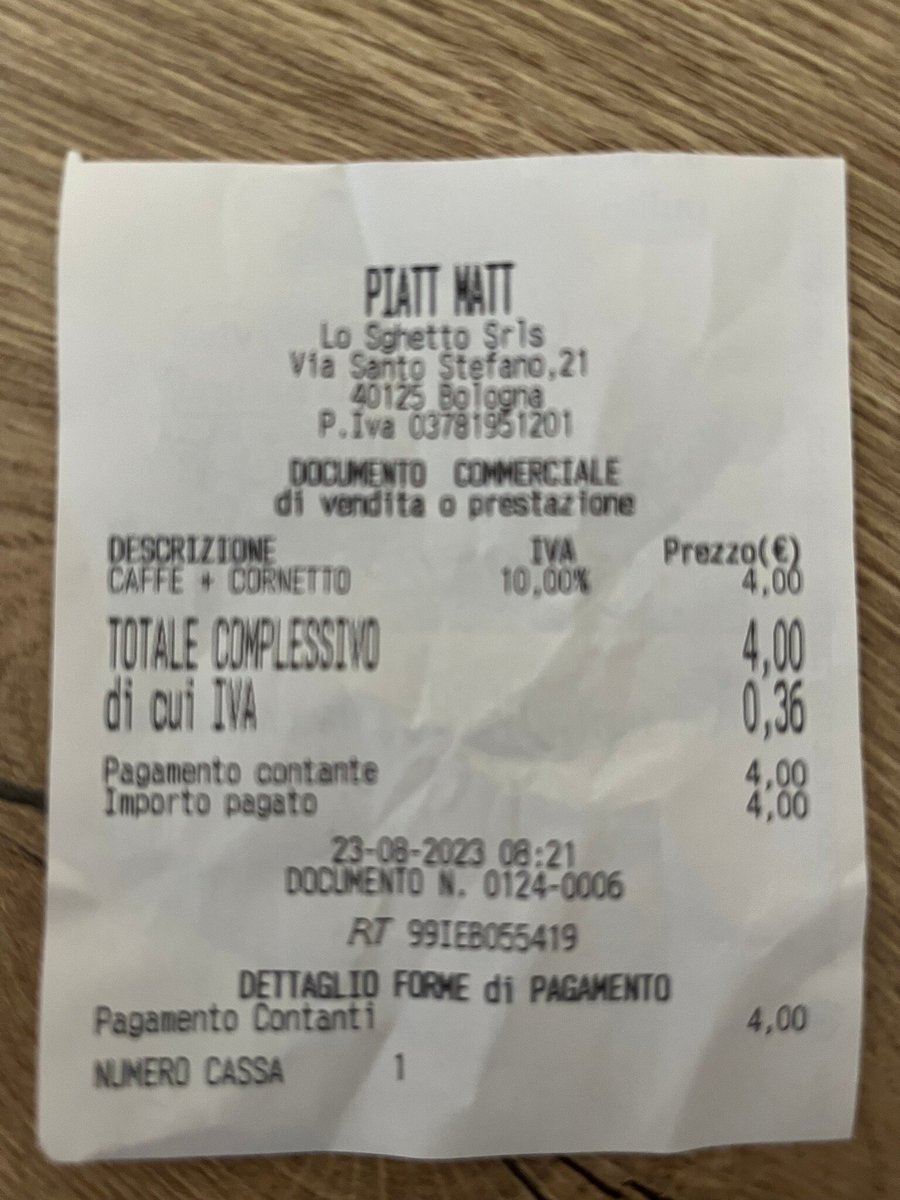 PIATT MATT
Lo Sghetto Srls
Via Santo Stefano,21
40125 Bologna
P.Iva 03781951201
DOCUMENTO COMMERCIALE
di vendita o prestazione
DESCRIZIONE IVA Prezzo(€)
CAFFE + CORNETTO 10,00% 4,00
TOTALE COMPLESSIVO 4,00
di cui IVA 0,36
Pagamento contante 4,00
Importo pagato 4,00
23-08-2023 08:21
DOCUMENTO N. 0124-0006
RT 99IEB055419
DETTAGLIO FORME di PAGAMENTO
Pagamento Contanti 4,00
NUMERO CASSA 1